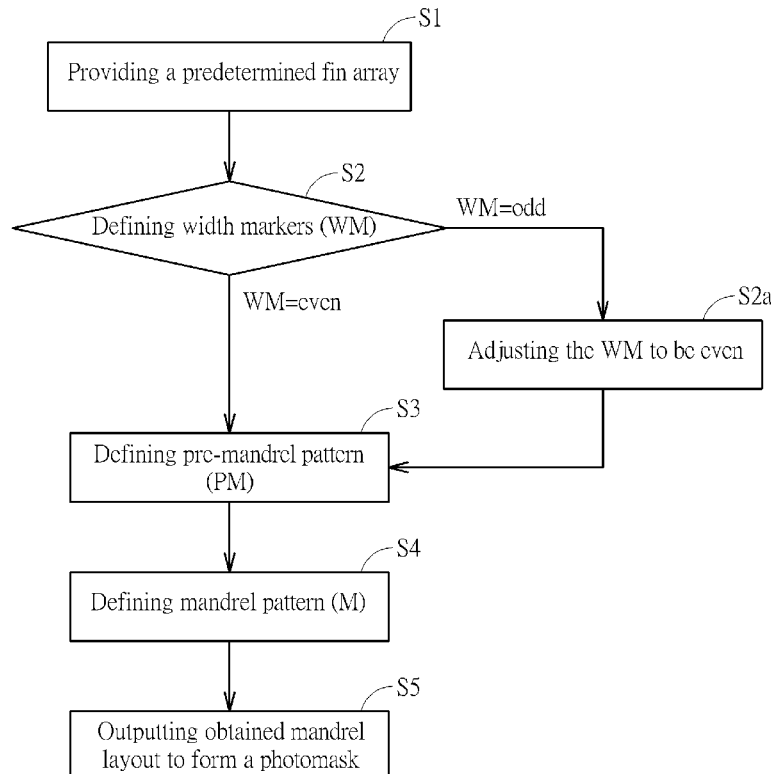 S1
Providing a predetermined fin array
S2
Defining width markers (WM)
WM=odd
WM=even
S2a
Adjusting the WM to be even
S3
Defining pre-mandrel pattern
(PM)
S4
Defining mandrel pattern (M)
S5
Outputting obtained mandrel
layout to form a photomask